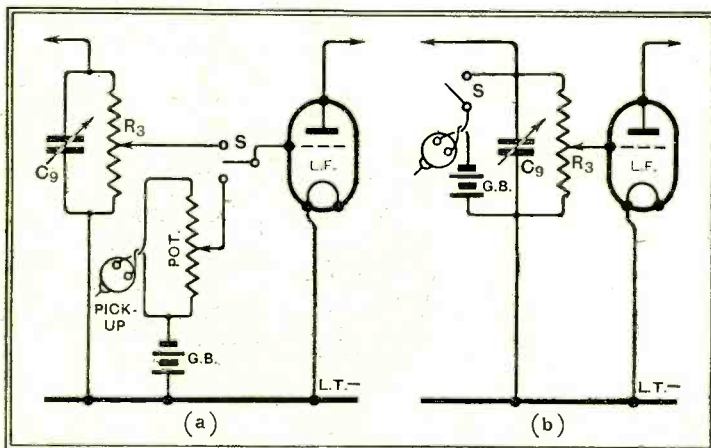 R3
S
C9
L.F.
POT.
PICK-
UP
G.B.
L.T.-
(a)
S
C9
R3
L.F.
G.B.
L.T.-
(b)